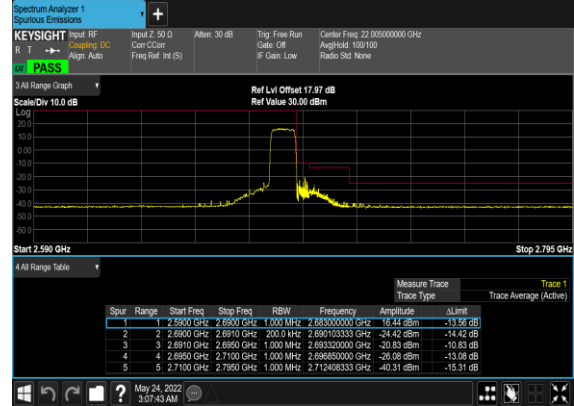 Spectrum Analyzer 1
Spurious Emissions
KEYSIGHT
R T
Input: RF
Coupling: DC
Align: Auto
Input Z: 50 Ω
Corr CCorr
Freq Ref: Int (S)
Atten: 30 dB
Trig: Free Run
Gate: Off
IF Gain: Low
Center Freq: 22.005000000 GHz
Avg|Hold: 100/100
Radio Std: None
PASS
3 All Range Graph
Scale/Div 10.0 dB
Ref Lvl Offset 17.97 dB
Ref Value 30.00 dBm
Log
20.0
10.0
0.00
-10.0
-20.0
-30.0
-40.0
-50.0
-60.0
Start 2.590 GHz
Stop 2.795 GHz
4 All Range Table
Measure Trace Trace 1
Trace Type Trace Average (Active)
Spur Range Start Freq Stop Freq RBW Frequency Amplitude ΔLimit
1 1 2.5900 GHz 2.6900 GHz 1.000 MHz 2.683000000 GHz 16.44 dBm -13.56 dB
2 2 2.6900 GHz 2.6910 GHz 200.0 kHz 2.690103333 GHz -24.42 dBm -14.42 dB
3 3 2.6910 GHz 2.6950 GHz 1.000 MHz 2.693320000 GHz -20.83 dBm -10.83 dB
4 4 2.6950 GHz 2.7100 GHz 1.000 MHz 2.696850000 GHz -26.08 dBm -13.08 dB
5 5 2.7100 GHz 2.7950 GHz 1.000 MHz 2.712408333 GHz -40.31 dBm -15.31 dB
May 24, 2022
3:07:43 AM